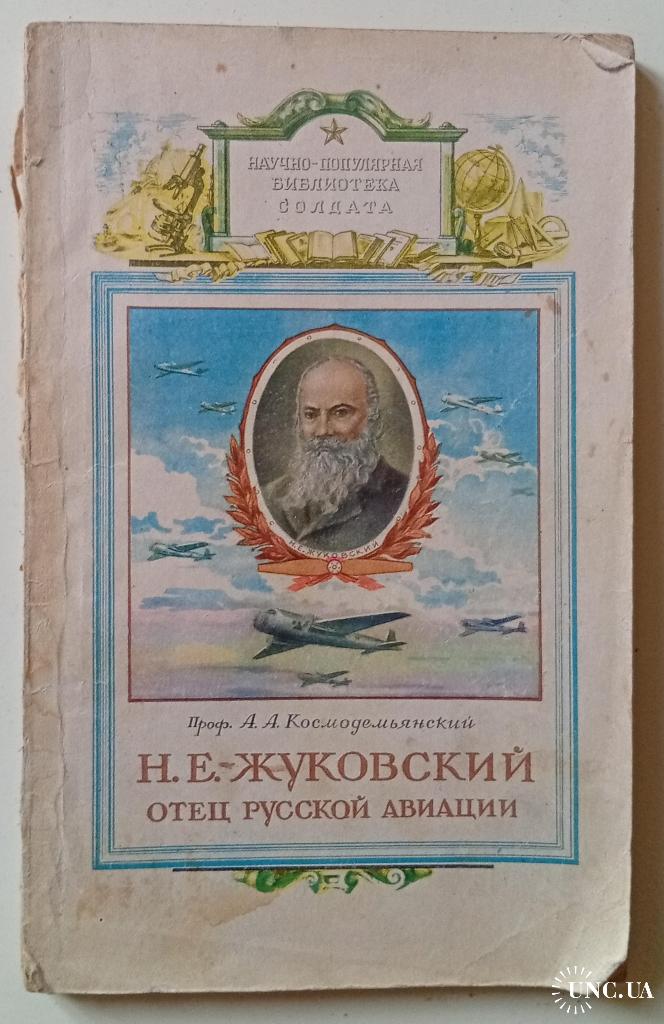 НАУЧНО-ПОПУЛЯРНАЯ
БИБЛИОТЕКА
СОЛДАТА
Н.Е.ЖУКОВСКИЙ
Проф. А. А. Космодемьянский
Н. Е.-ЖУКОВСКИЙ
ОТЕЦ РУССКОЙ АВИАЦИИ
UNC.UA